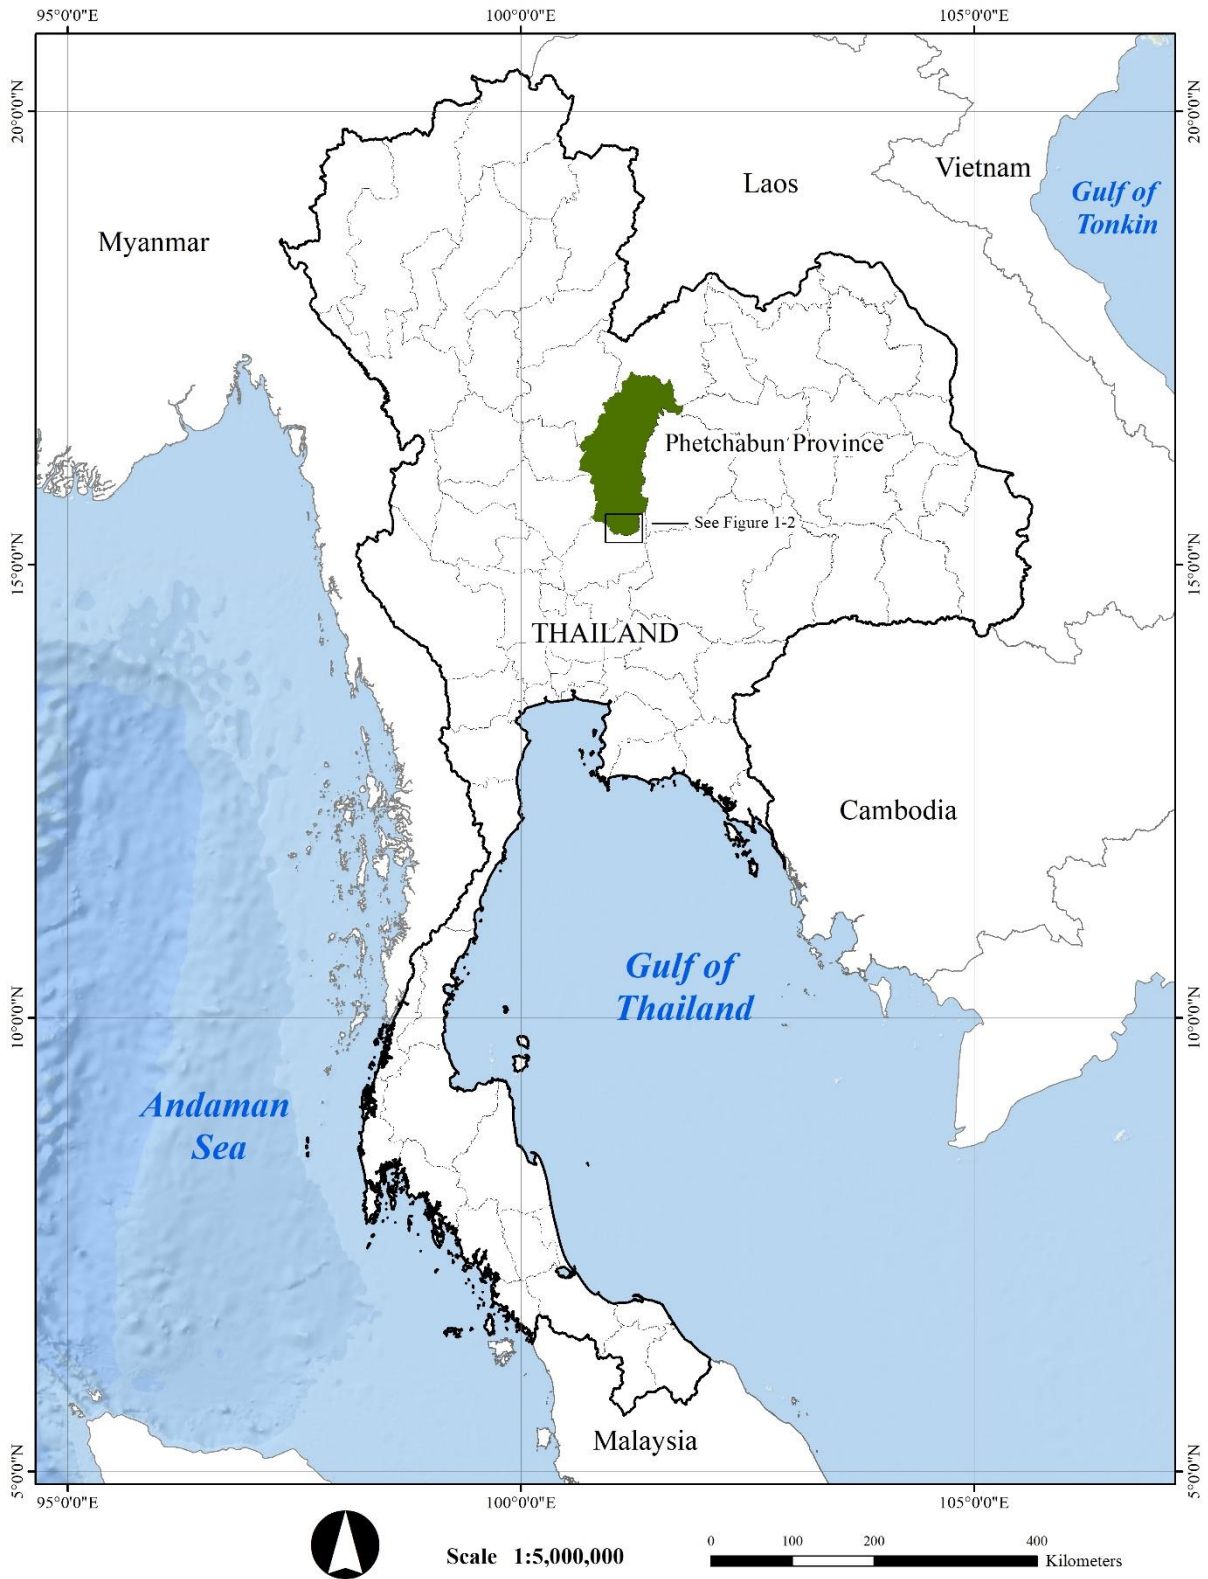 95°0'0"E
100°0'0"E
105°0'0"E
20°0'0"N
20°0'0"N
Laos
Vietnam
Gulf of
Tonkin
Myanmar
Phetchabun Province
See Figure 1-2
15°0'0"N
15°0'0"N
THAILAND
Cambodia
Gulf of
Thailand
10°0'0"N
10°0'0"N
Andaman
Sea
Malaysia
5°0'0"N
5°0'0"N
95°0'0"E
100°0'0"E
105°0'0"E
Scale 1:5,000,000
0 100 200 400
Kilometers